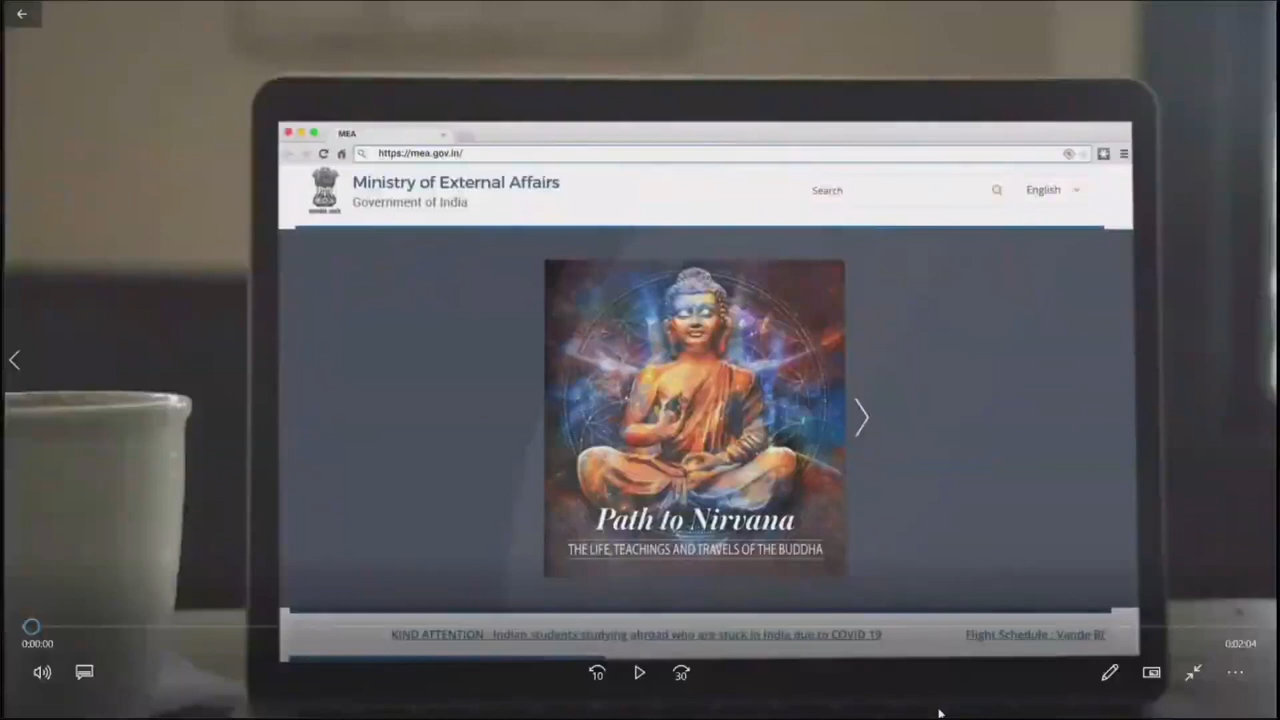 MEA
https://mea.gov.in/
Ministry of External Affairs
Government of India
Search
English
Path to Nirvana
THE LIFE, TEACHINGS AND TRAVELS OF THE BUDDHA
KIND ATTENTION : Indian students studying abroad who are stuck in India due to COVID 19
Flight Schedule : Vande B
0:00:00
0:02:04
10
30